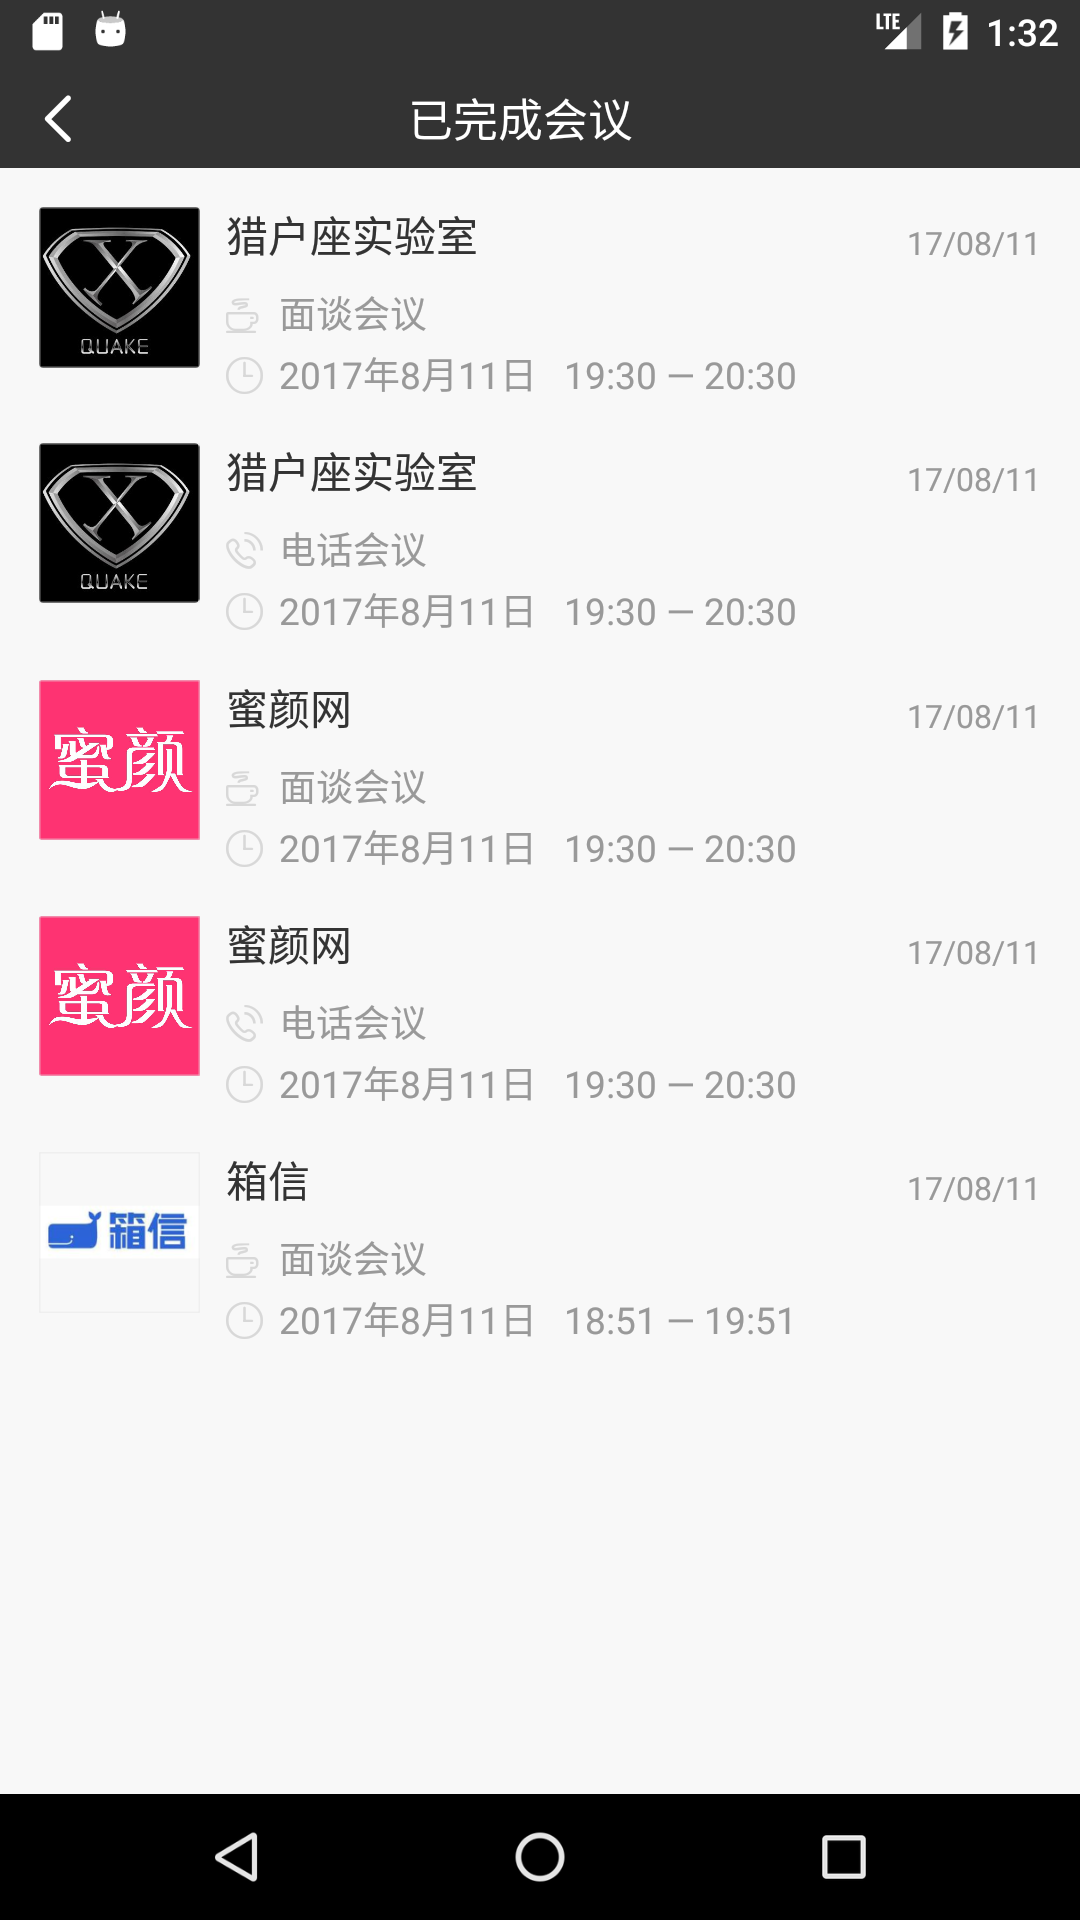 LTE 1:32
已完成会议
猎户座实验室 17/08/11
QUAKE
面谈会议
2017年8月11日 19:30 — 20:30
猎户座实验室 17/08/11
QUAKE
电话会议
2017年8月11日 19:30 — 20:30
蜜颜网 17/08/11
蜜颜
面谈会议
2017年8月11日 19:30 — 20:30
蜜颜网 17/08/11
蜜颜
电话会议
2017年8月11日 19:30 — 20:30
箱信 17/08/11
箱信
面谈会议
2017年8月11日 18:51 — 19:51